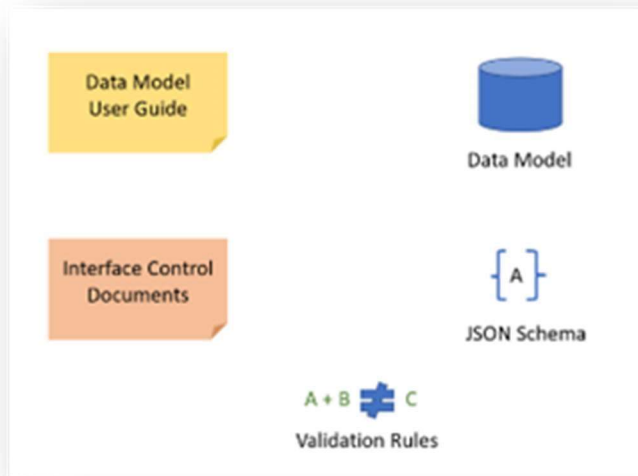 Data Model
User Guide
Data Model
Interface Control
Documents
{A}
JSON Schema
A + B ≠ C
Validation Rules